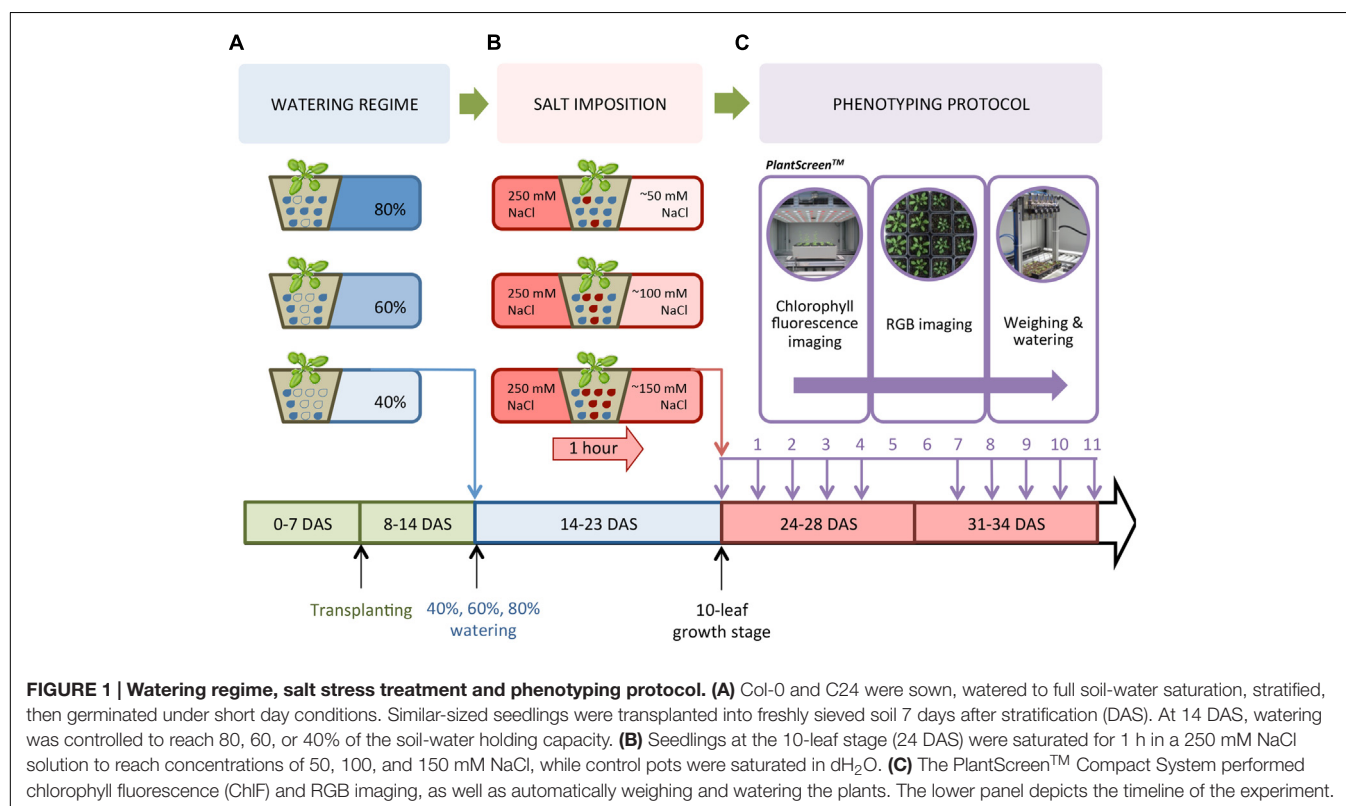 A
B
C
WATERING REGIME
SALT IMPOSITION
PHENOTYPING PROTOCOL
80%
60%
40%
250 mM
NaCl
~50 mM
NaCl
250 mM
NaCl
~100 mM
NaCl
250 mM
NaCl
~150 mM
NaCl
1 hour
PlantScreen™
Chlorophyll
fluorescence
imaging
RGB imaging
Weighing &
watering
1 2 3 4 5 6 7 8 9 10 11
0-7 DAS
8-14 DAS
14-23 DAS
24-28 DAS
31-34 DAS
Transplanting
40%, 60%, 80%
watering
10-leaf
growth stage
FIGURE 1 | Watering regime, salt stress treatment and phenotyping protocol. (A) Col-0 and C24 were sown, watered to full soil-water saturation, stratified,
then germinated under short day conditions. Similar-sized seedlings were transplanted into freshly sieved soil 7 days after stratification (DAS). At 14 DAS, watering
was controlled to reach 80, 60, or 40% of the soil-water holding capacity. (B) Seedlings at the 10-leaf stage (24 DAS) were saturated for 1 h in a 250 mM NaCl
solution to reach concentrations of 50, 100, and 150 mM NaCl, while control pots were saturated in dH₂O. (C) The PlantScreen™ Compact System performed
chlorophyll fluorescence (ChlF) and RGB imaging, as well as automatically weighing and watering the plants. The lower panel depicts the timeline of the experiment.